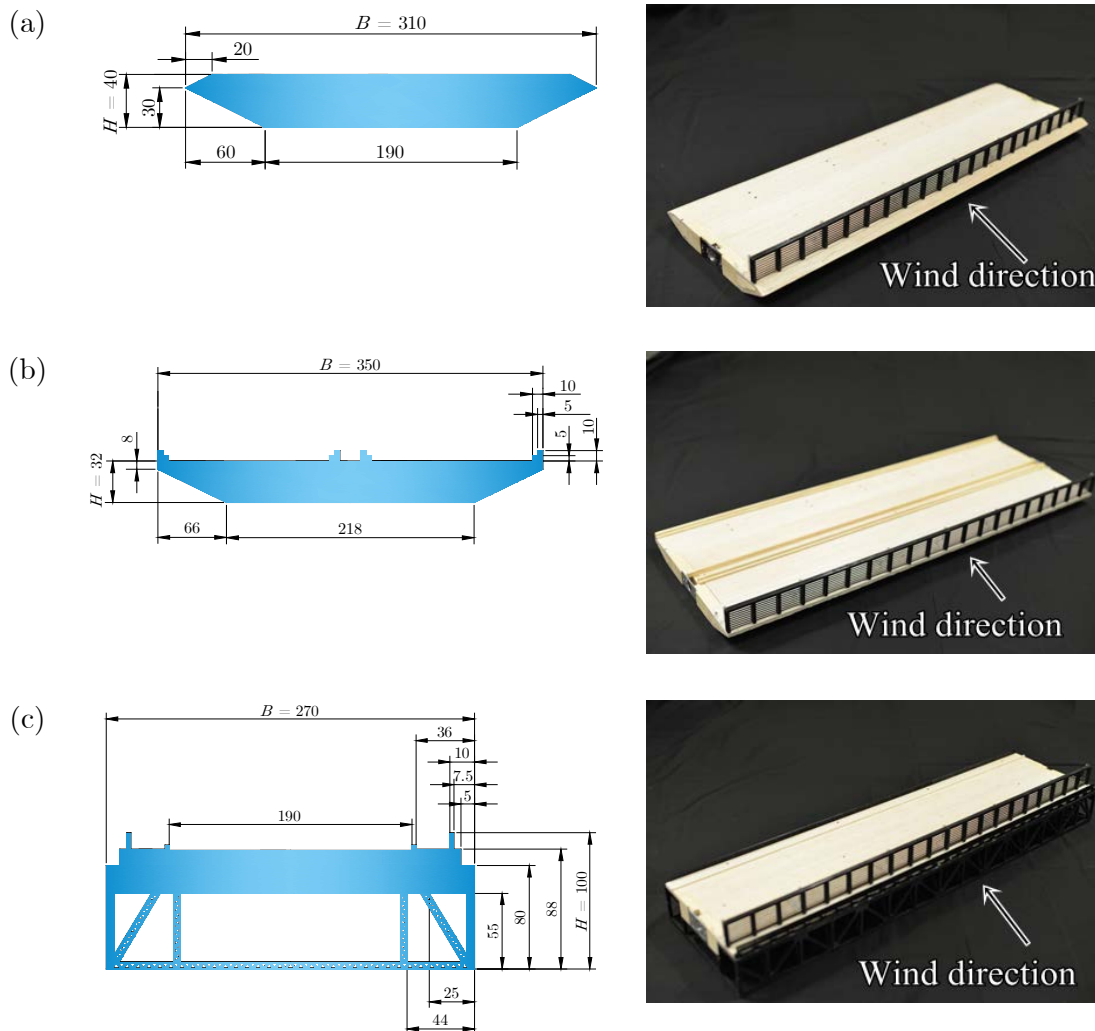 (a)
B = 310
20
H = 40
30
60
190
Wind direction
(b)
B = 350
10
5
10
5
8
H = 32
66
218
Wind direction
(c)
B = 270
36
10
7.5
5
190
55
80
88
H = 100
25
44
Wind direction